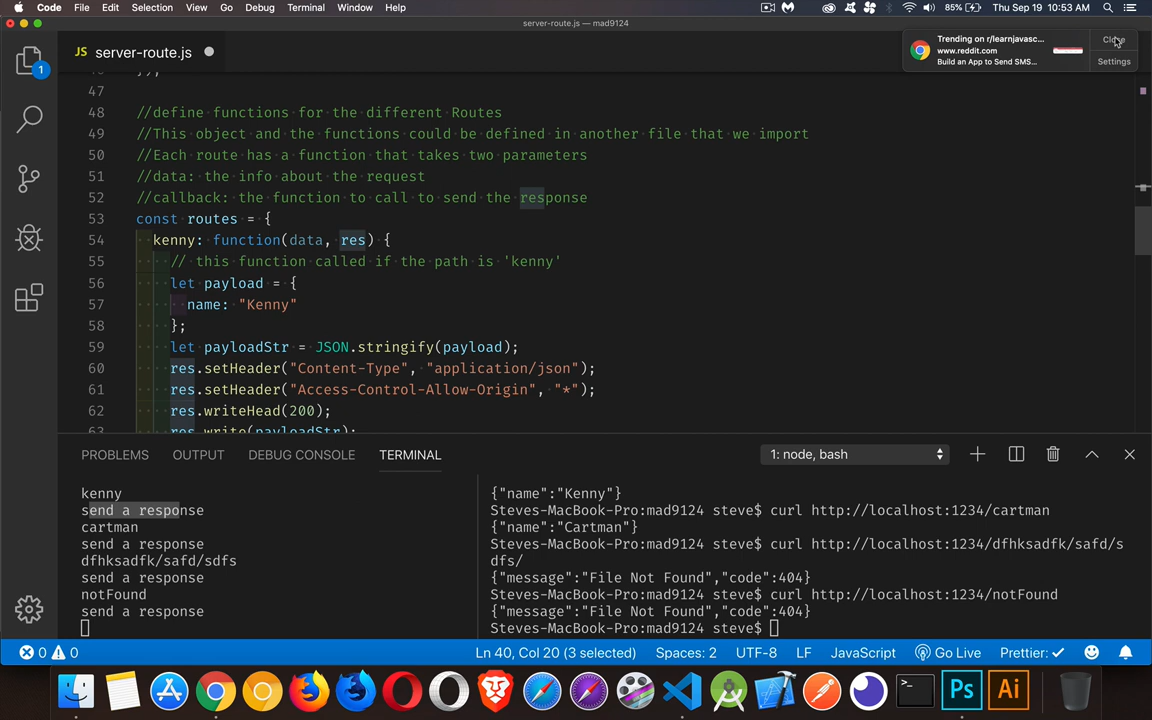 Code File Edit Selection View Go Debug Terminal Window Help 85% Thu Sep 19 10:53 AM
server-route.js — mad9124
JS server-route.js
Trending on r/learnjavasc...
www.reddit.com
Build an App to Send SMS...
Close
Settings
1
47
48 //define functions for the different Routes
49 //This object and the functions could be defined in another file that we import
50 //Each route has a function that takes two parameters
51 //data: the info about the request
52 //callback: the function to call to send the response
53 const routes = {
54 kenny: function(data, res) {
55 // this function called if the path is 'kenny'
56 let payload = {
57 name: "Kenny"
58 };
59 let payloadStr = JSON.stringify(payload);
60 res.setHeader("Content-Type", "application/json");
61 res.setHeader("Access-Control-Allow-Origin", "*");
62 res.writeHead(200);
63 res.write(payloadStr);
PROBLEMS OUTPUT DEBUG CONSOLE TERMINAL 1: node, bash
kenny
send a response
cartman
send a response
dfhksadfk/safd/sdfs
send a response
notFound
send a response
{"name":"Kenny"}
Steves-MacBook-Pro:mad9124 steve$ curl http://localhost:1234/cartman
{"name":"Cartman"}
Steves-MacBook-Pro:mad9124 steve$ curl http://localhost:1234/dfhksadfk/safd/s
dfs/
{"message":"File Not Found","code":404}
Steves-MacBook-Pro:mad9124 steve$ curl http://localhost:1234/notFound
{"message":"File Not Found","code":404}
Steves-MacBook-Pro:mad9124 steve$
0 0 Ln 40, Col 20 (3 selected) Spaces: 2 UTF-8 LF JavaScript Go Live Prettier: ✓
>_ Ps Ai